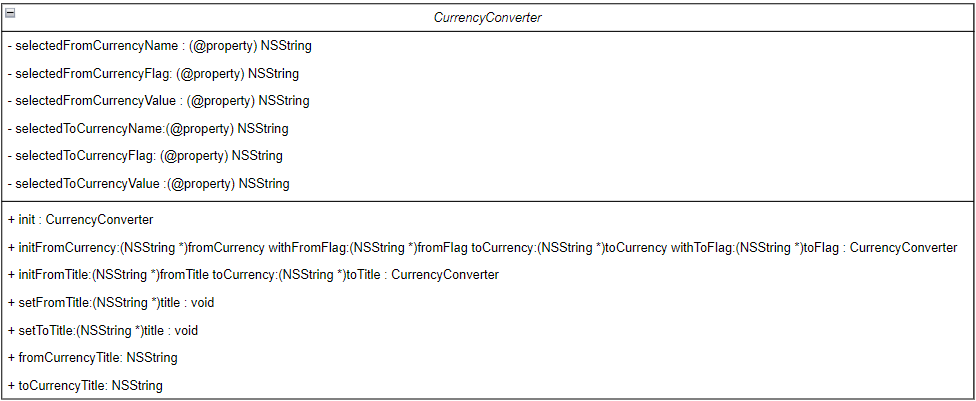 CurrencyConverter
- selectedFromCurrencyName : (@property) NSString
- selectedFromCurrencyFlag: (@property) NSString
- selectedFromCurrencyValue : (@property) NSString
- selectedToCurrencyName:(@property) NSString
- selectedToCurrencyFlag: (@property) NSString
- selectedToCurrencyValue :(@property) NSString
+ init : CurrencyConverter
+ initFromCurrency:(NSString *)fromCurrency withFromFlag:(NSString *)fromFlag toCurrency:(NSString *)toCurrency withToFlag:(NSString *)toFlag : CurrencyConverter
+ initFromTitle:(NSString *)fromTitle toCurrency:(NSString *)toTitle : CurrencyConverter
+ setFromTitle:(NSString *)title : void
+ setToTitle:(NSString *)title : void
+ fromCurrencyTitle: NSString
+ toCurrencyTitle: NSString